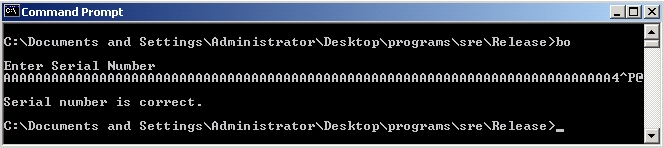 Command Prompt
C:\Documents and Settings\Administrator\Desktop\programs\sre\Release>bo
Enter Serial Number
AAAAAAAAAAAAAAAAAAAAAAAAAAAAAAAAAAAAAAAAAAAAAAAAAAAAAAAAAAAAAAAAAAAAAAAAAAAA4^P@
Serial number is correct.
C:\Documents and Settings\Administrator\Desktop\programs\sre\Release>_